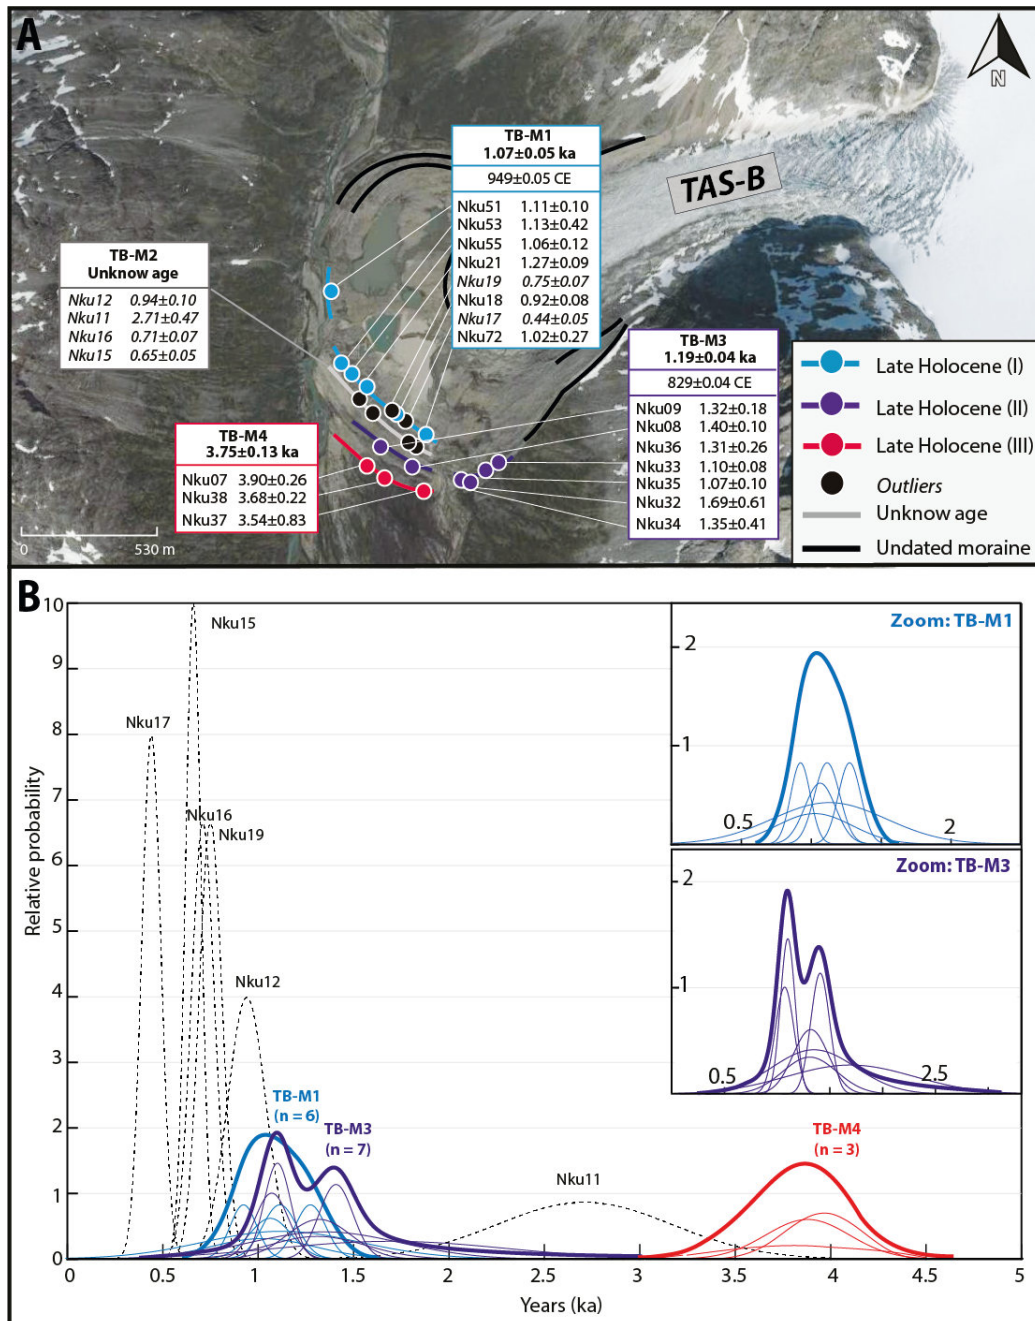 A
N
TAS-B
TB-M1
1.07±0.05 ka
949±0.05 CE
Nku51 1.11±0.10
Nku53 1.13±0.42
Nku55 1.06±0.12
Nku21 1.27±0.09
Nku19 0.75±0.07
Nku18 0.92±0.08
Nku17 0.44±0.05
Nku72 1.02±0.27
TB-M2
Unknow age
Nku12 0.94±0.10
Nku11 2.71±0.47
Nku16 0.71±0.07
Nku15 0.65±0.05
TB-M3
1.19±0.04 ka
829±0.04 CE
Nku09 1.32±0.18
Nku08 1.40±0.10
Nku36 1.31±0.26
Nku33 1.10±0.08
Nku35 1.07±0.10
Nku32 1.69±0.61
Nku34 1.35±0.41
TB-M4
3.75±0.13 ka
Nku07 3.90±0.26
Nku38 3.68±0.22
Nku37 3.54±0.83
Late Holocene (I)
Late Holocene (II)
Late Holocene (III)
Outliers
Unknow age
Undated moraine
0 530 m
B
10
9
8
7
6
5
4
3
2
1
0
Relative probability
Nku15
Nku17
Nku16
Nku19
Nku12
TB-M1
(n = 6)
TB-M3
(n = 7)
Nku11
TB-M4
(n = 3)
Zoom: TB-M1
2
1
0.5 2
Zoom: TB-M3
2
1
0.5 2.5
0 0.5 1 1.5 2 2.5 3 3.5 4 4.5 5
Years (ka)